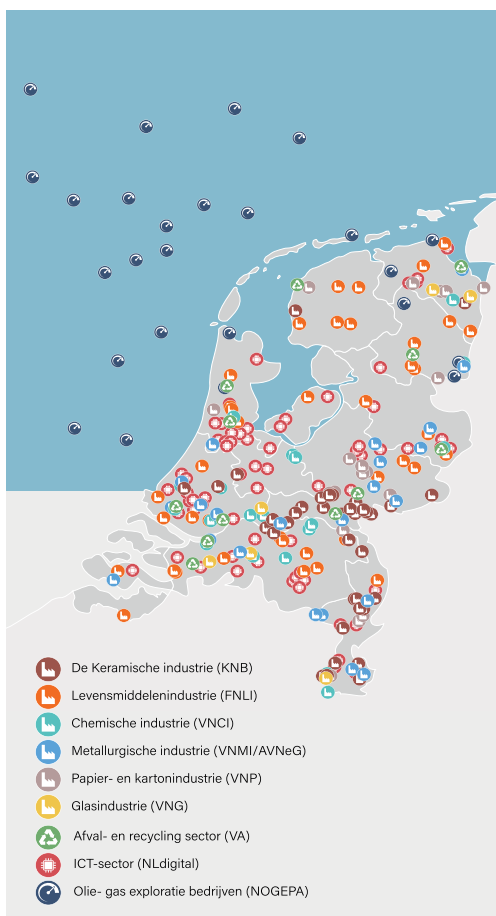 De Keramische industrie (KNB)
Levensmiddelenindustrie (FNLI)
Chemische industrie (VNCI)
Metallurgische industrie (VNMI/AVNeG)
Papier- en kartonindustrie (VNP)
Glasindustrie (VNG)
Afval- en recycling sector (VA)
ICT-sector (NLdigital)
Olie- gas exploratie bedrijven (NOGEPA)